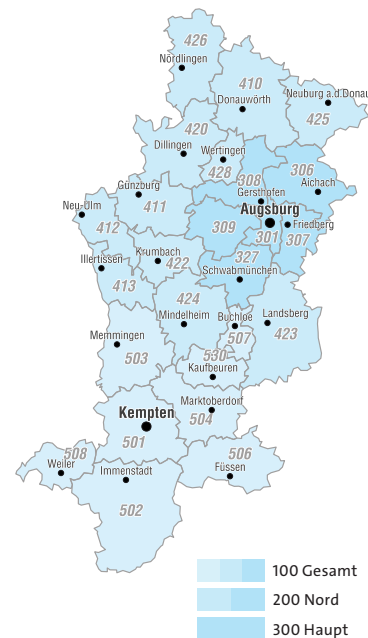 426
Nördlingen
410
Donauwörth
Neuburg a.d.Donau
425
420
Dillingen
Wertingen
428
308
306
Aichach
Gersthofen
Günzburg
411
Augsburg
Neu-Ulm
412
309
Friedberg
301
307
Krumbach
422
327
Illertissen
413
Schwabmünchen
424
Mindelheim
Buchloe
507
Landsberg
423
Memmingen
503
530
Kaufbeuren
Marktoberdorf
504
Kempten
501
508
Weiler
Immenstadt
502
506
Füssen
100 Gesamt
200 Nord
300 Haupt